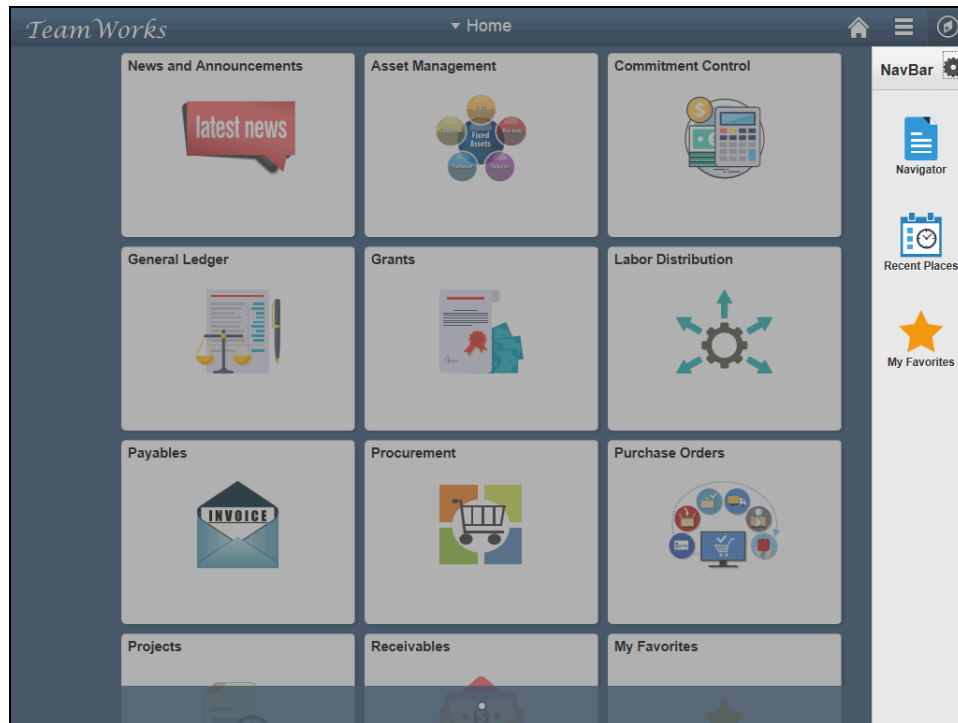 TeamWorks
Home
NavBar
News and Announcements
Asset Management
Commitment Control
latest news
Fixed
Assets
Navigator
Recent Places
General Ledger
Grants
Labor Distribution
My Favorites
Payables
Procurement
Purchase Orders
INVOICE
Projects
Receivables
My Favorites